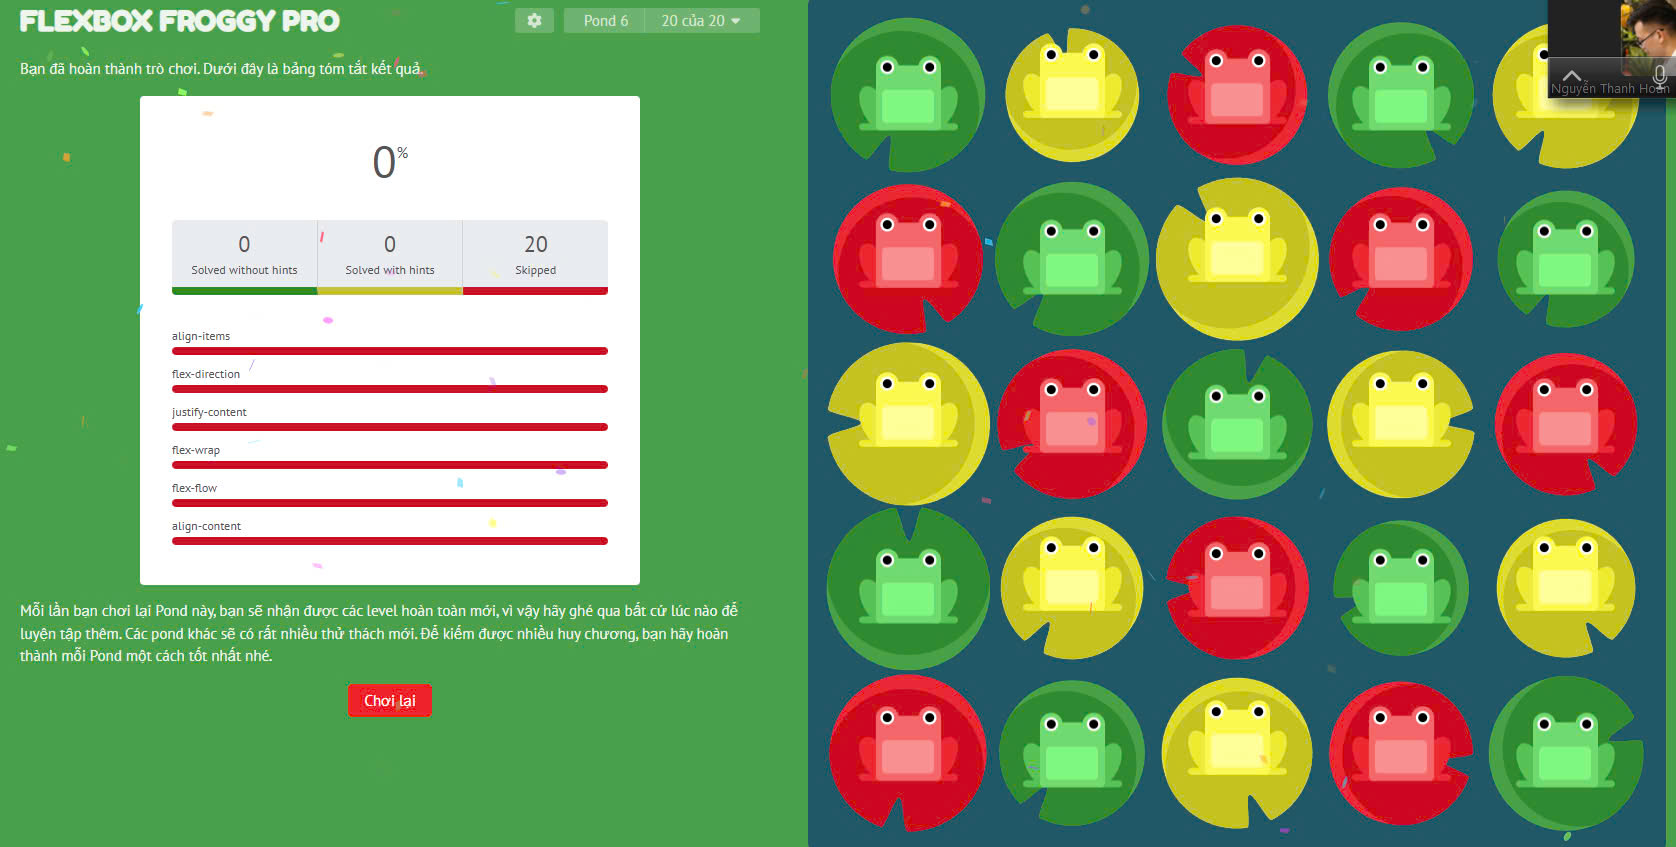 FLEXBOX FROGGY PRO
Pond 6
20 của 20
Bạn đã hoàn thành trò chơi. Dưới đây là bảng tóm tắt kết quả.
0%
0
0
20
Solved without hints
Solved with hints
Skipped
align-items
flex-direction
justify-content
flex-wrap
flex-flow
align-content
Mỗi lần bạn chơi lại Pond này, bạn sẽ nhận được các level hoàn toàn mới, vì vậy hãy ghé qua bất cứ lúc nào để
luyện tập thêm. Các pond khác sẽ có rất nhiều thử thách mới. Để kiếm được nhiều huy chương, bạn hãy hoàn
thành mỗi Pond một cách tốt nhất nhé.
Chơi lại
Nguyễn Thanh Hoàn